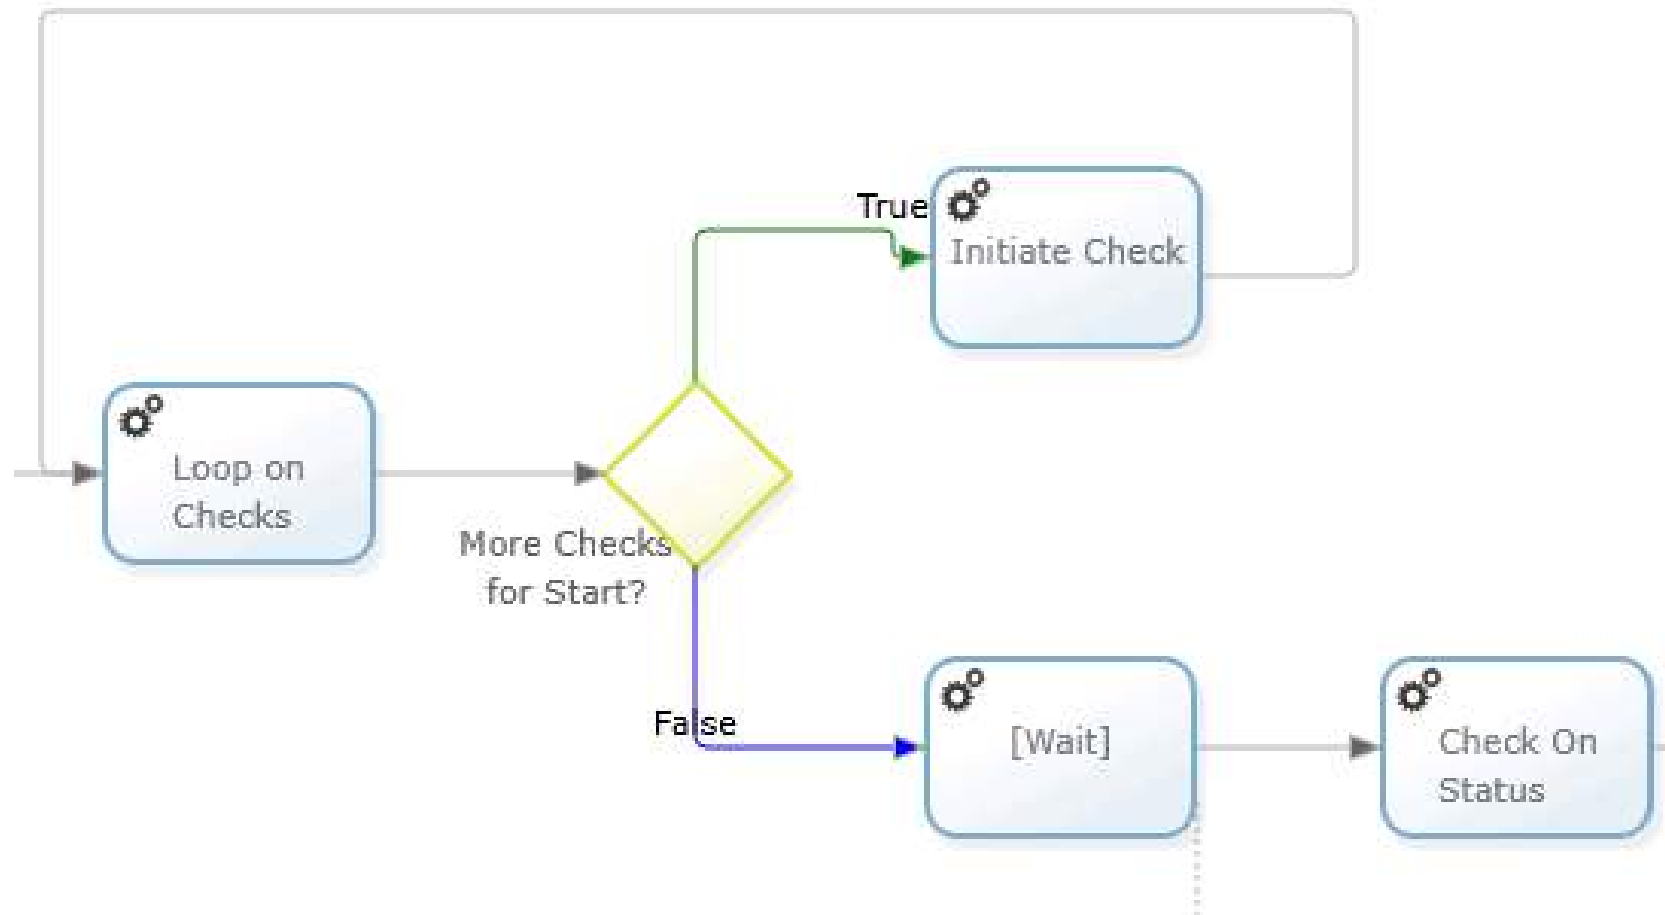 True
Initiate Check
Loop on
Checks
More Checks
for Start?
False
[Wait]
Check On
Status